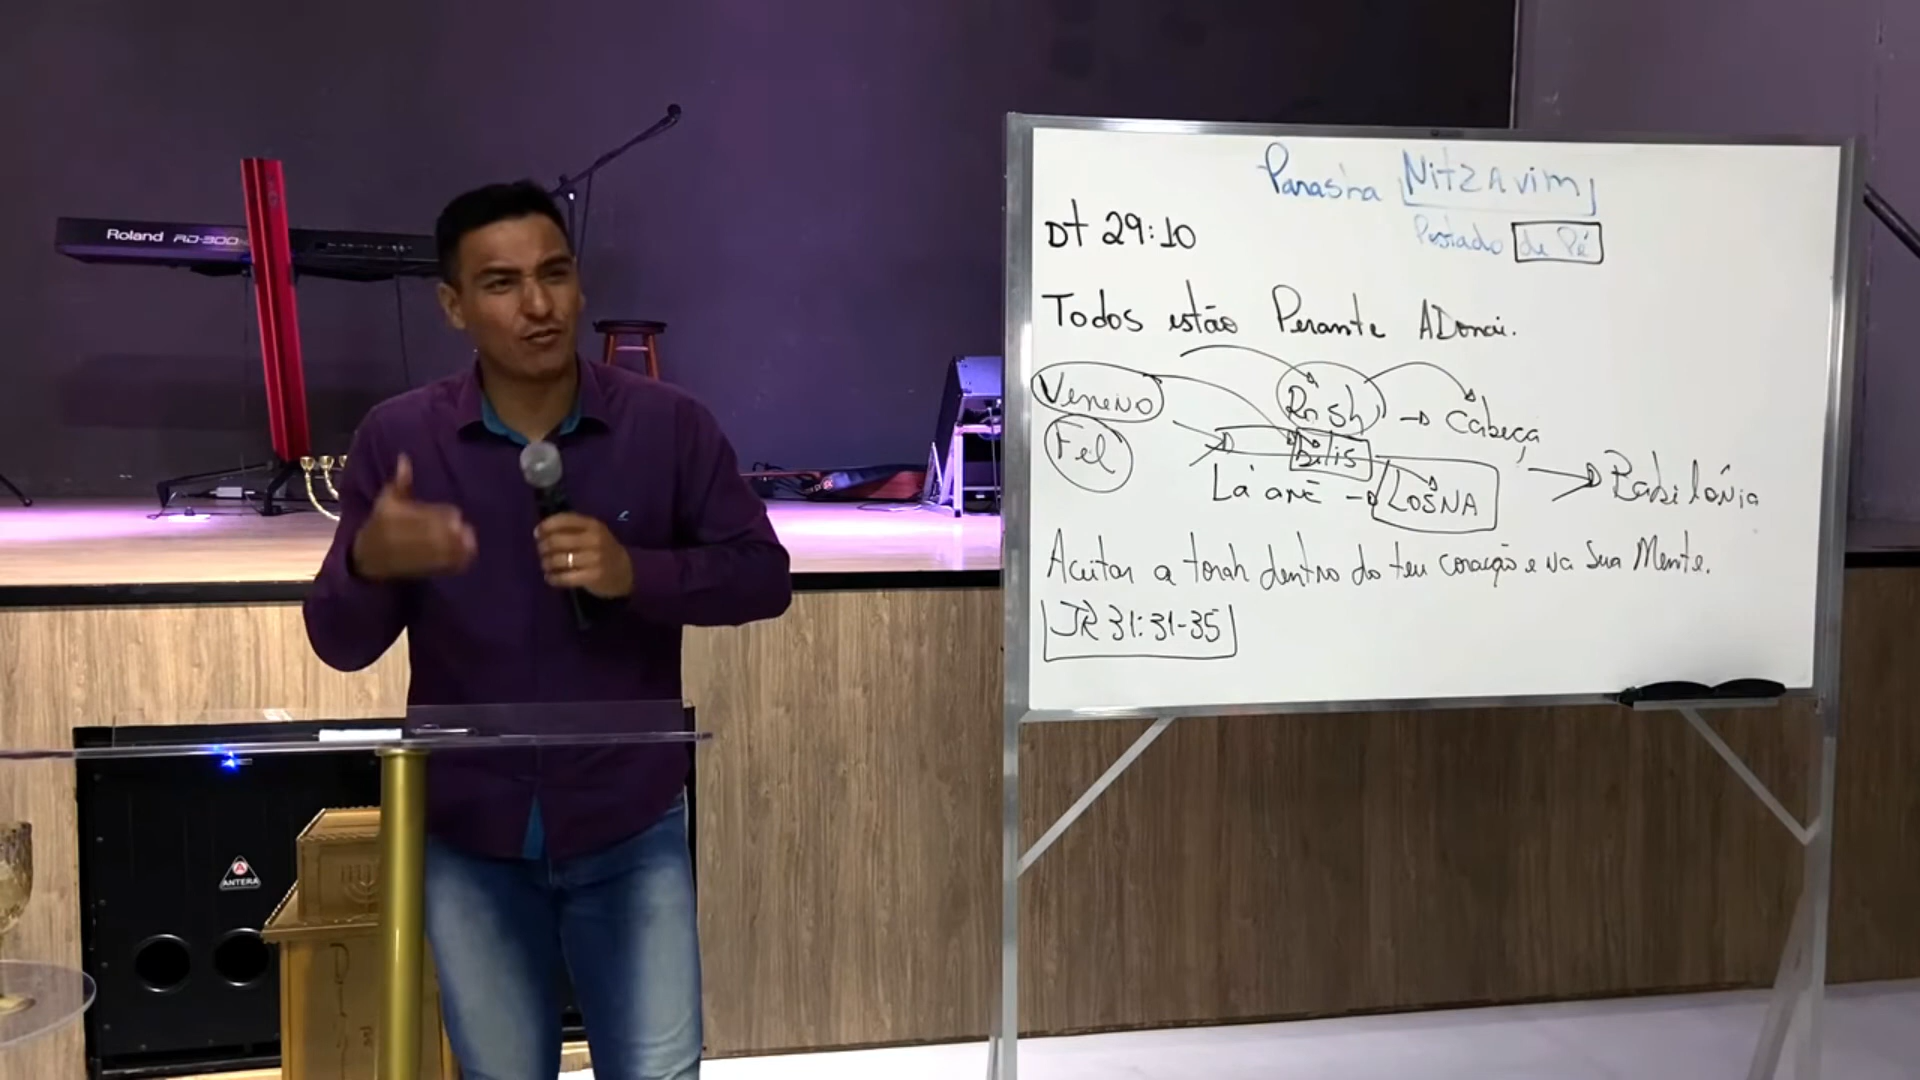 Parasha Nitzavim
Postado de Pé
Dt 29:10
Todos estão Perante ADonai.
Veneno Rosh → Cabeça
Fel Bilis
La'anê → LOSNA → Babilônia
Aceitar a torah dentro do teu coração e na Sua Mente.
JR 31:31-35
Roland RD-300
ANTERA